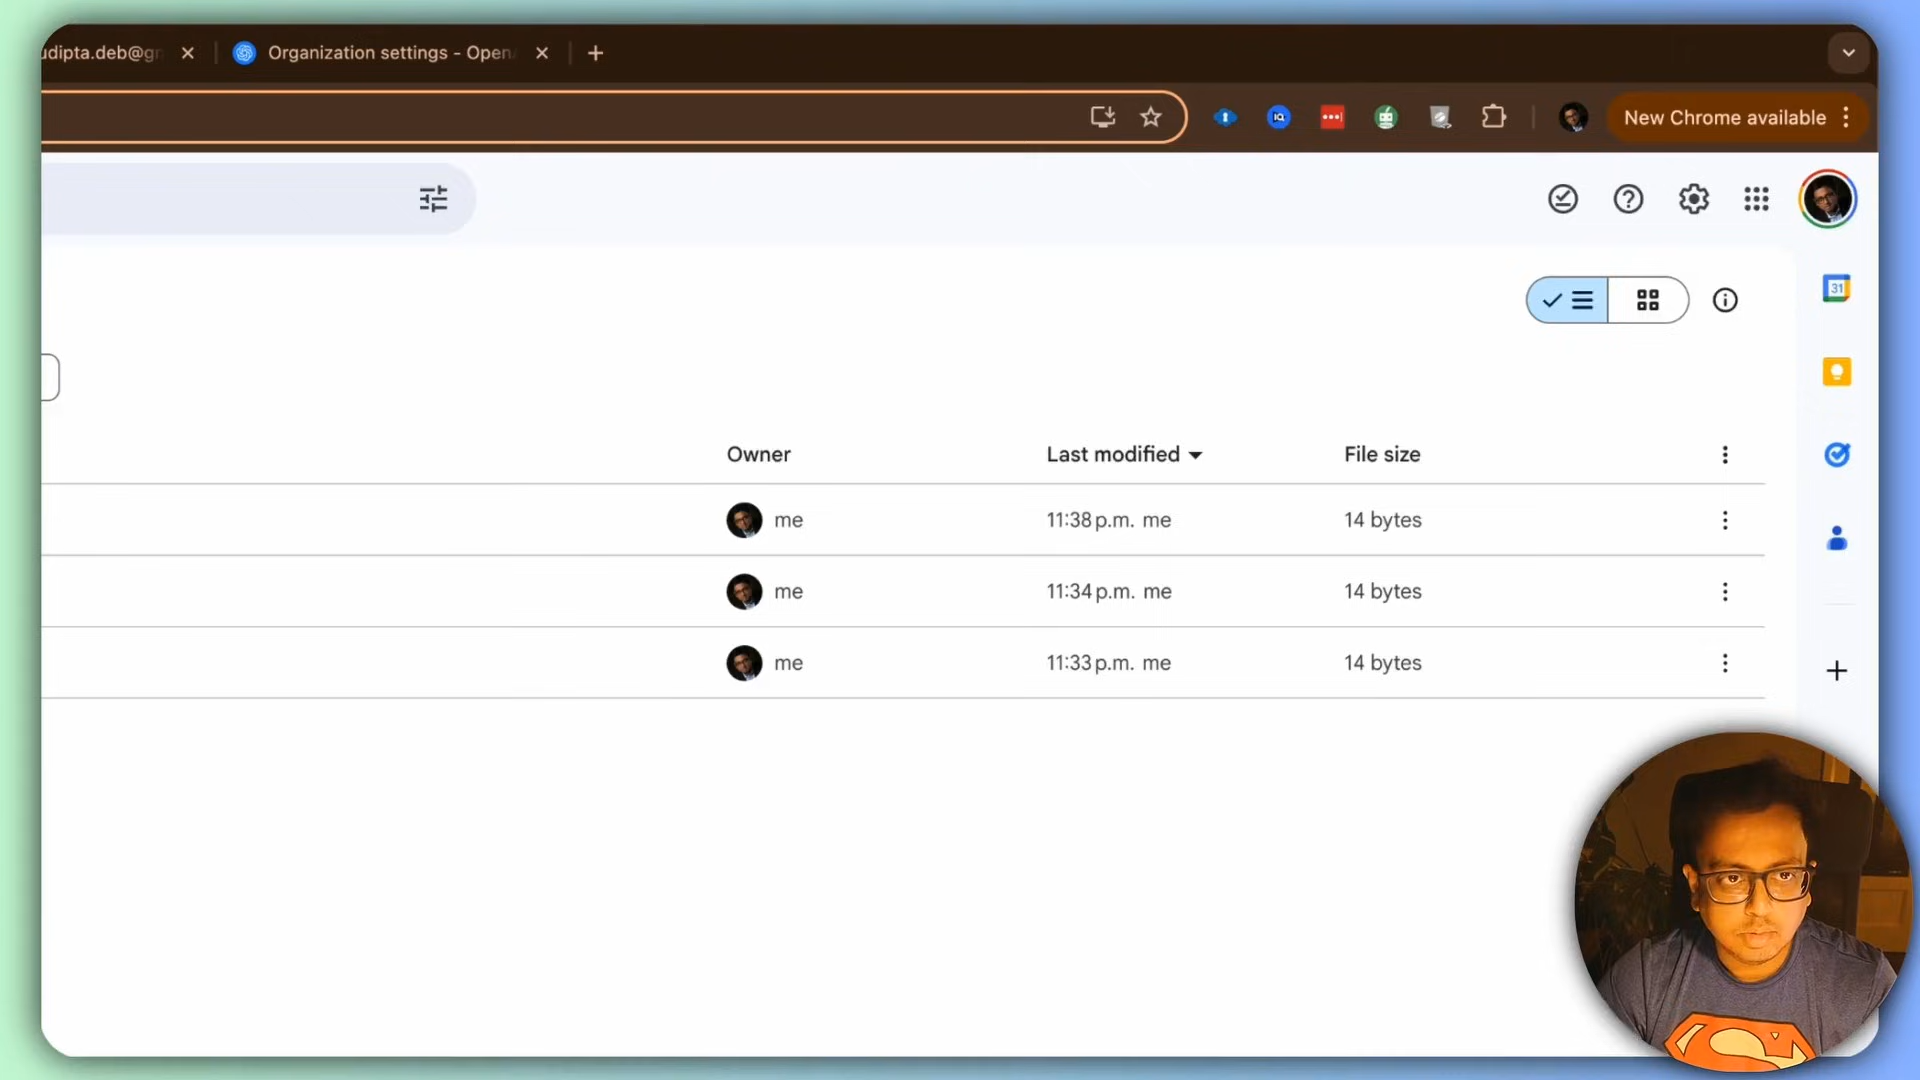 udipta.deb@gr
Organization settings - Open
New Chrome available
31
Owner
Last modified
File size
me
11:38 p.m. me
14 bytes
me
11:34 p.m. me
14 bytes
me
11:33 p.m. me
14 bytes